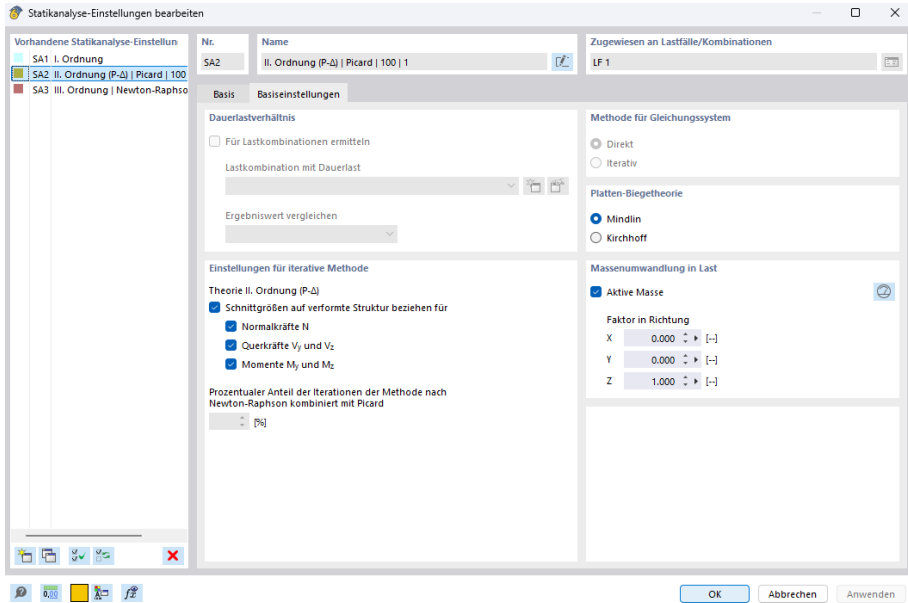 Statikanalyse-Einstellungen bearbeiten
Vorhandene Statikanalyse-Einstellun
SA1 I. Ordnung
SA2 II. Ordnung (P-Δ) | Picard | 100
SA3 III. Ordnung | Newton-Raphso
Nr.
SA2
Name
II. Ordnung (P-Δ) | Picard | 100 | 1
Zugewiesen an Lastfälle/Kombinationen
LF 1
Basis
Basiseinstellungen
Dauerlastverhältnis
Für Lastkombinationen ermitteln
Lastkombination mit Dauerlast
Ergebniswert vergleichen
Einstellungen für iterative Methode
Theorie II. Ordnung (P-Δ)
Schnittgrößen auf verformte Struktur beziehen für
Normalkräfte N
Querkräfte Vy und Vz
Momente My und Mz
Prozentualer Anteil der Iterationen der Methode nach
Newton-Raphson kombiniert mit Picard
[%]
Methode für Gleichungssystem
Direkt
Iterativ
Platten-Biegetheorie
Mindlin
Kirchhoff
Massenumwandlung in Last
Aktive Masse
Faktor in Richtung
X 0.000 [--]
Y 0.000 [--]
Z 1.000 [--]
0,00
OK
Abbrechen
Anwenden